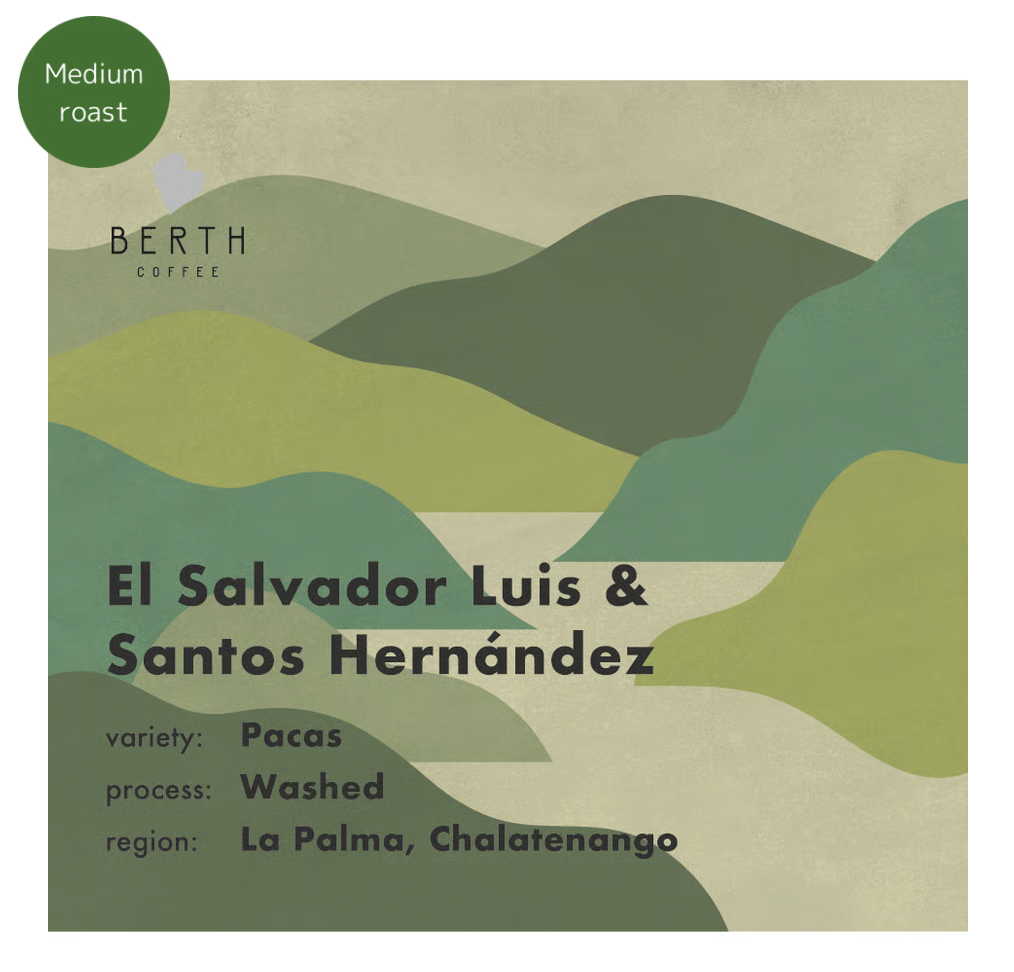 Medium
roast
BERTH
COFFEE
El Salvador Luis &
Santos Hernández
variety: Pacas
process: Washed
region: La Palma, Chalatenango